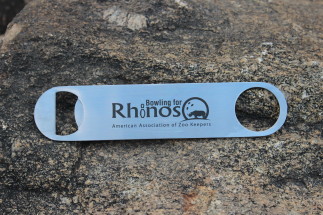 Bowling for
Rhinos
American Association of Zoo Keepers